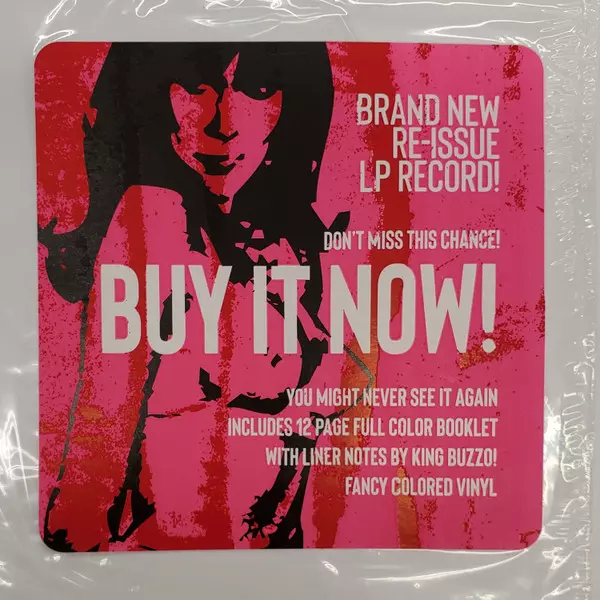 BRAND NEW
RE-ISSUE
LP RECORD!
DON'T MISS THIS CHANCE!
BUY IT NOW!
YOU MIGHT NEVER SEE IT AGAIN
INCLUDES 12 PAGE FULL COLOR BOOKLET
WITH LINER NOTES BY KING BUZZO!
FANCY COLORED VINYL